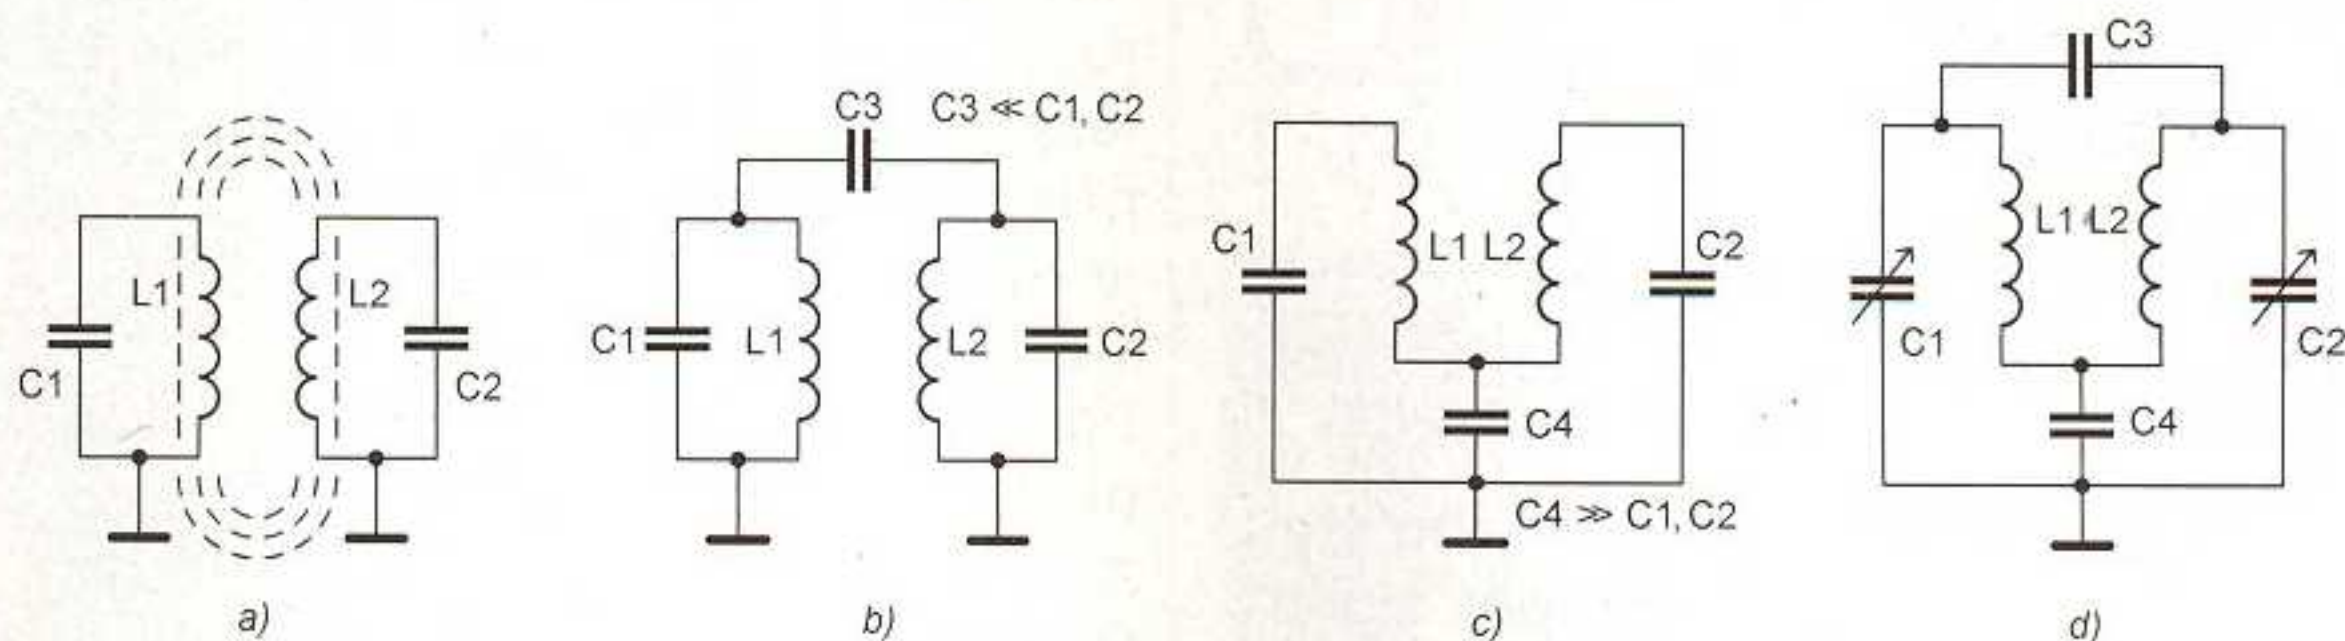 C1
L1
L2
C2
a)
C3
C3 ≪ C1, C2
C1
L1
L2
C2
b)
C1
L1 L2
C2
C4
C4 ≫ C1, C2
c)
C3
L1 L2
C1
C2
C4
d)